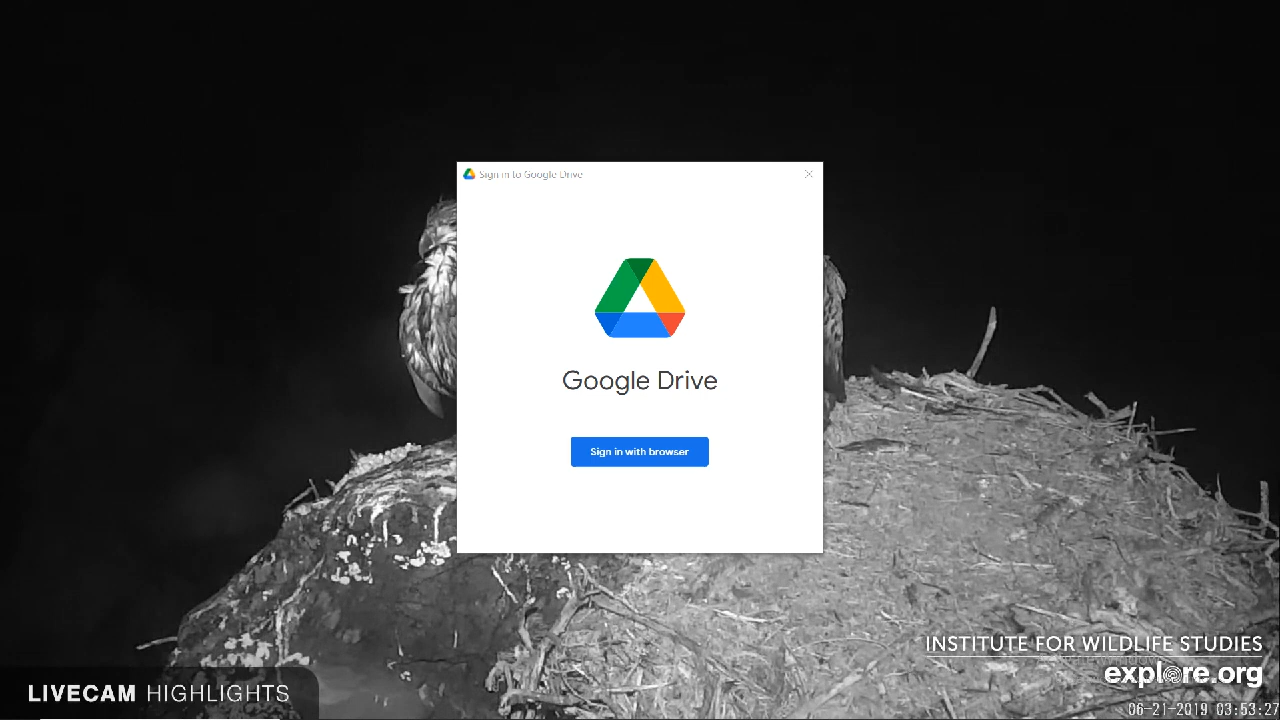 Sign in to Google Drive
Google Drive
Sign in with browser
INSTITUTE FOR WILDLIFE STUDIES
explore.org
LIVECAM HIGHLIGHTS
06-21-2019 03:53:27